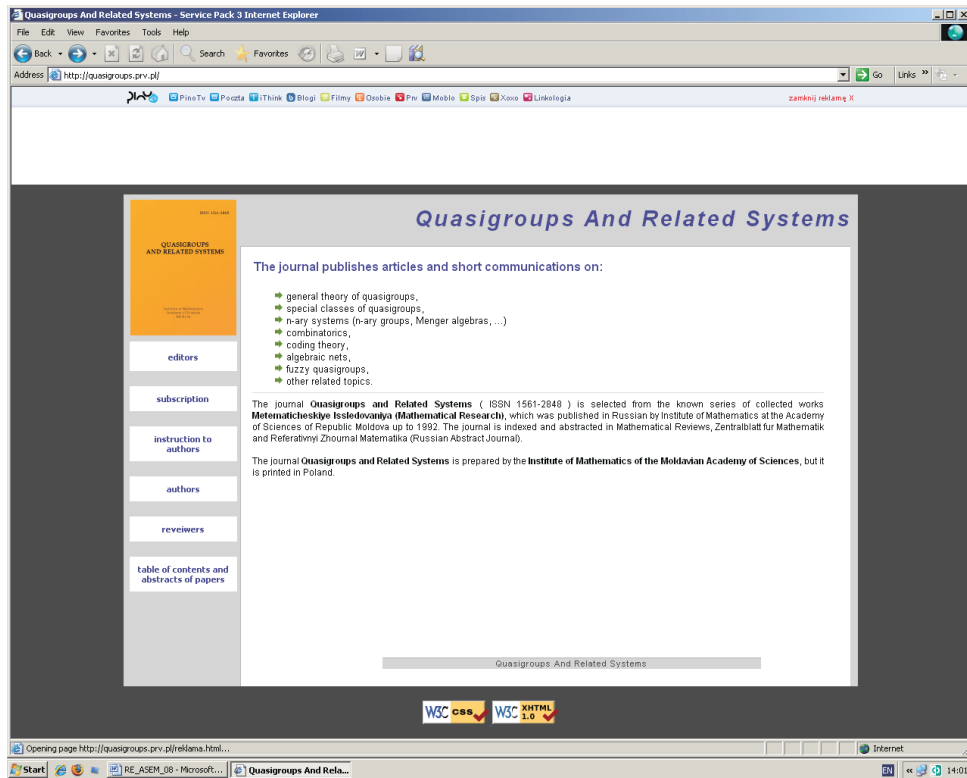 Quasigroups And Related Systems - Service Pack 3 Internet Explorer
File Edit View Favorites Tools Help
Back Search Favorites
Address http://quasigroups.prv.pl/ Go Links »
PinoTv Poczta iThink Blogi Filmy Osobie Prv Moblo Spis Xoxo Linkologia zamknij reklamę X
ISSN 1561-2848
QUASIGROUPS
AND RELATED SYSTEMS
Quasigroups And Related Systems
The journal publishes articles and short communications on:
general theory of quasigroups,
special classes of quasigroups,
n-ary systems (n-ary groups, Menger algebras, ...)
combinatorics,
coding theory,
algebraic nets,
fuzzy quasigroups,
other related topics.
The journal Quasigroups and Related Systems ( ISSN 1561-2848 ) is selected from the known series of collected works
Metematicheskiye Issledovaniya (Mathematical Research), which was published in Russian by Institute of Mathematics at the Academy
of Sciences of Republic Moldova up to 1992. The journal is indexed and abstracted in Mathematical Reviews, Zentralblatt fur Mathematik
and Referativnyi Zhournal Matematika (Russian Abstract Journal).
The journal Quasigroups and Related Systems is prepared by the Institute of Mathematics of the Moldavian Academy of Sciences, but it
is printed in Poland.
editors
subscription
instruction to
authors
authors
reveiwers
table of contents and
abstracts of papers
Quasigroups And Related Systems
W3C css
W3C XHTML 1.0
Opening page http://quasigroups.prv.pl/reklama.html... Internet
Start RE_ASEM_08 - Microsoft... Quasigroups And Rela... EN « 14:01